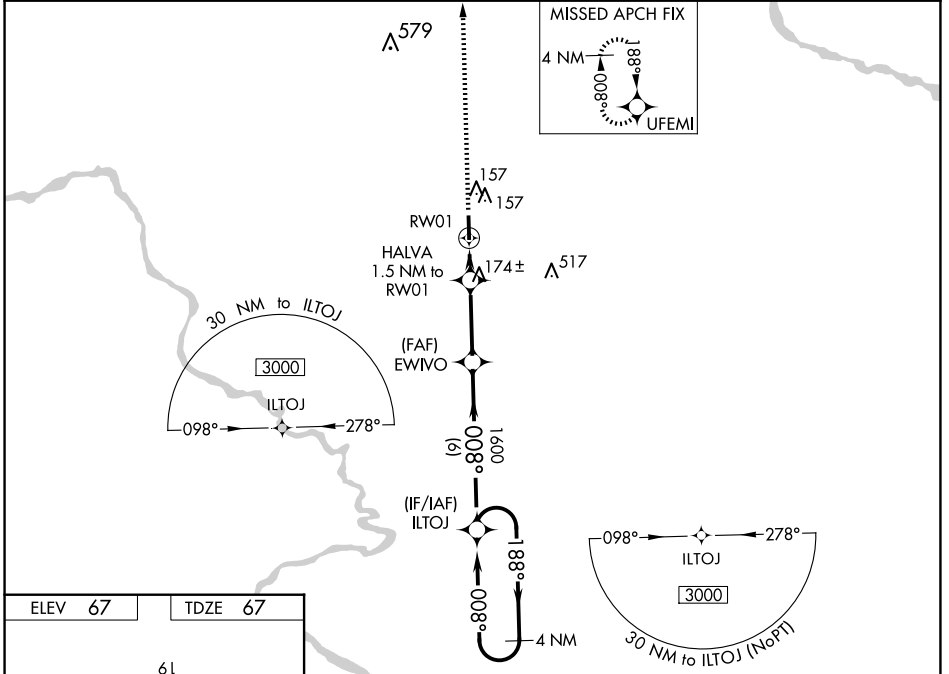 579
MISSED APCH FIX
4 NM
188°
008°
UFEMI
157
157
RW01
HALVA
1.5 NM to
RW01
174±
517
30 NM to ILTOJ
3000
ILTOJ
098°
278°
(FAF)
EWIVO
1600
008°
(6)
(IF/IAF)
ILTOJ
188°
008°
4 NM
098°
278°
ILTOJ
3000
30 NM to ILTOJ (NoPT)
ELEV 67
TDZE 67